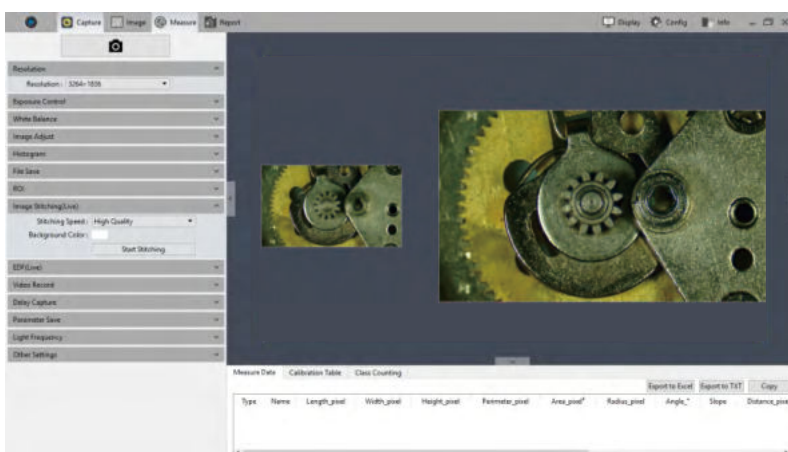 Capture Image Measure Report Display Config Info
Resolution
Resolution: 3264×1836
Exposure Control
White Balance
Image Adjust
Histogram
File Save
ROI
Image Stitching(Live)
Stitching Speed: High Quality
Background Color:
Start Stitching
EDF(Live)
Video Record
Delay Capture
Parameter Save
Light Frequency
Other Settings
Measure Data Calibration Table Class Counting
Export to Excel Export to TXT Copy
Type Name Length_pixel Width_pixel Height_pixel Perimeter_pixel Area_pixel² Radius_pixel Angle_° Slope Distance_pixe